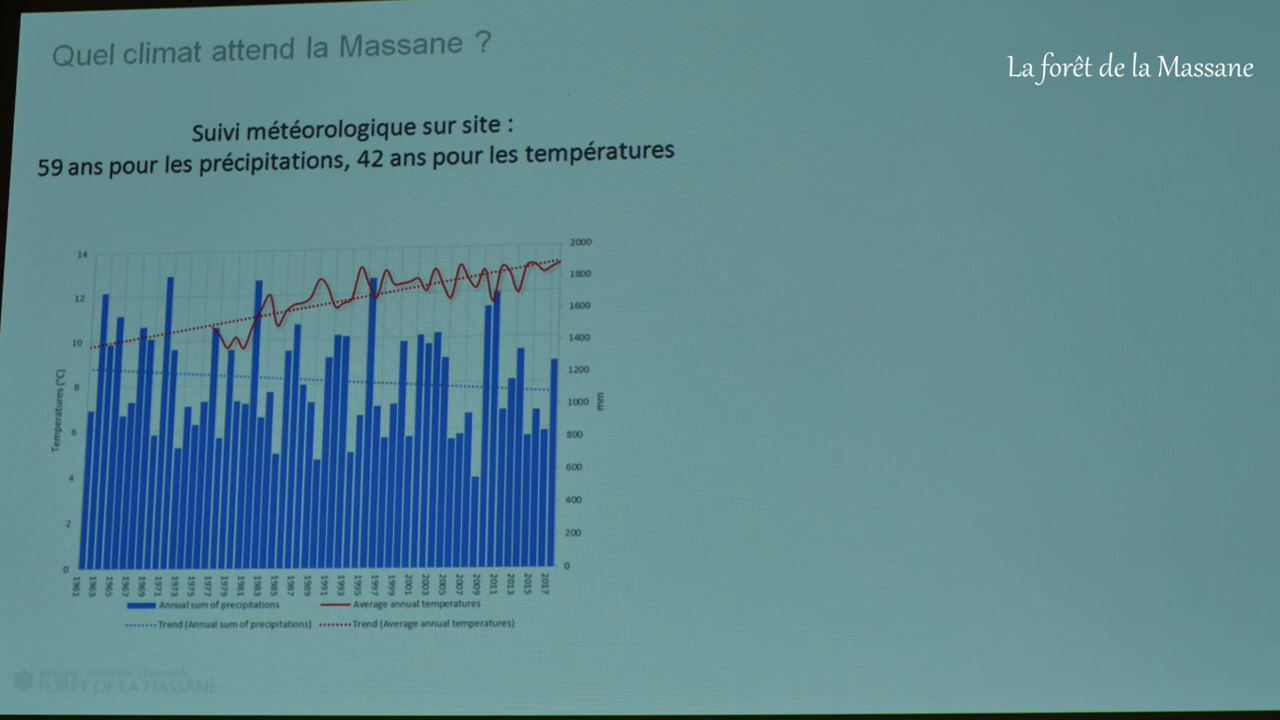 Quel climat attend la Massane ?
La forêt de la Massane
Suivi météorologique sur site :
59 ans pour les précipitations, 42 ans pour les températures
14
12
10
8
6
4
2
0
Temperatures (°C)
2000
1800
1600
1400
1200
1000
800
600
400
200
0
mm
1961 1963 1965 1967 1969 1971 1973 1975 1977 1979 1981 1983 1985 1987 1989 1991 1993 1995 1997 1999 2001 2003 2005 2007 2009 2011 2013 2015 2017
Annual sum of precipitations Average annual temperatures
Trend (Annual sum of precipitations) Trend (Average annual temperatures)
FORÊT DE LA MASSANE